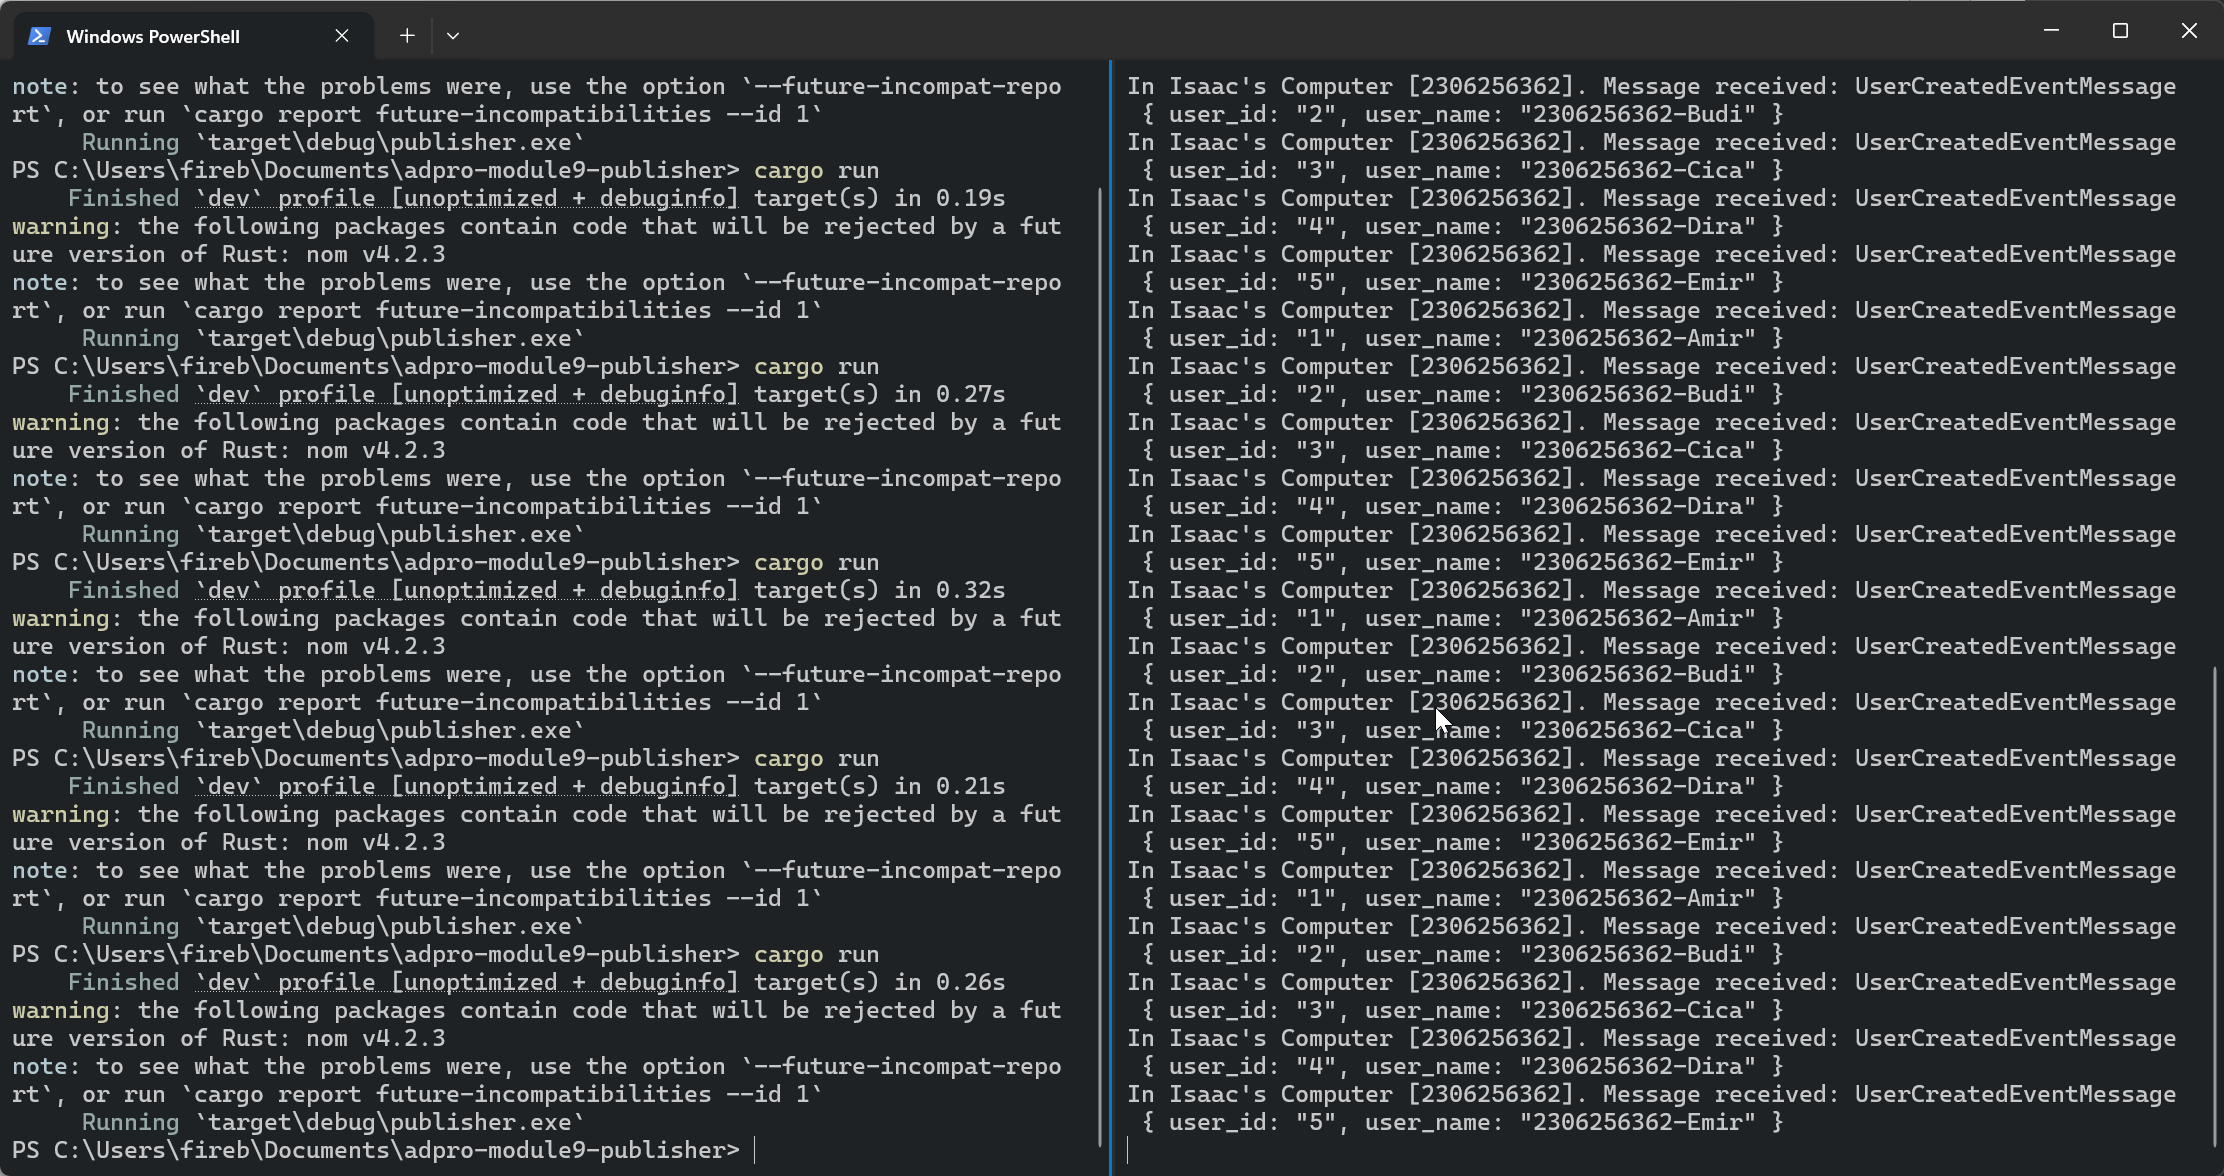 Windows PowerShell
note: to see what the problems were, use the option `--future-incompat-repo
rt`, or run `cargo report future-incompatibilities --id 1`
Running `target\debug\publisher.exe`
PS C:\Users\fireb\Documents\adpro-module9-publisher> cargo run
Finished `dev` profile [unoptimized + debuginfo] target(s) in 0.19s
warning: the following packages contain code that will be rejected by a fut
ure version of Rust: nom v4.2.3
note: to see what the problems were, use the option `--future-incompat-repo
rt`, or run `cargo report future-incompatibilities --id 1`
Running `target\debug\publisher.exe`
PS C:\Users\fireb\Documents\adpro-module9-publisher> cargo run
Finished `dev` profile [unoptimized + debuginfo] target(s) in 0.27s
warning: the following packages contain code that will be rejected by a fut
ure version of Rust: nom v4.2.3
note: to see what the problems were, use the option `--future-incompat-repo
rt`, or run `cargo report future-incompatibilities --id 1`
Running `target\debug\publisher.exe`
PS C:\Users\fireb\Documents\adpro-module9-publisher> cargo run
Finished `dev` profile [unoptimized + debuginfo] target(s) in 0.32s
warning: the following packages contain code that will be rejected by a fut
ure version of Rust: nom v4.2.3
note: to see what the problems were, use the option `--future-incompat-repo
rt`, or run `cargo report future-incompatibilities --id 1`
Running `target\debug\publisher.exe`
PS C:\Users\fireb\Documents\adpro-module9-publisher> cargo run
Finished `dev` profile [unoptimized + debuginfo] target(s) in 0.21s
warning: the following packages contain code that will be rejected by a fut
ure version of Rust: nom v4.2.3
note: to see what the problems were, use the option `--future-incompat-repo
rt`, or run `cargo report future-incompatibilities --id 1`
Running `target\debug\publisher.exe`
PS C:\Users\fireb\Documents\adpro-module9-publisher> cargo run
Finished `dev` profile [unoptimized + debuginfo] target(s) in 0.26s
warning: the following packages contain code that will be rejected by a fut
ure version of Rust: nom v4.2.3
note: to see what the problems were, use the option `--future-incompat-repo
rt`, or run `cargo report future-incompatibilities --id 1`
Running `target\debug\publisher.exe`
PS C:\Users\fireb\Documents\adpro-module9-publisher>
In Isaac's Computer [2306256362]. Message received: UserCreatedEventMessage
{ user_id: "2", user_name: "2306256362-Budi" }
In Isaac's Computer [2306256362]. Message received: UserCreatedEventMessage
{ user_id: "3", user_name: "2306256362-Cica" }
In Isaac's Computer [2306256362]. Message received: UserCreatedEventMessage
{ user_id: "4", user_name: "2306256362-Dira" }
In Isaac's Computer [2306256362]. Message received: UserCreatedEventMessage
{ user_id: "5", user_name: "2306256362-Emir" }
In Isaac's Computer [2306256362]. Message received: UserCreatedEventMessage
{ user_id: "1", user_name: "2306256362-Amir" }
In Isaac's Computer [2306256362]. Message received: UserCreatedEventMessage
{ user_id: "2", user_name: "2306256362-Budi" }
In Isaac's Computer [2306256362]. Message received: UserCreatedEventMessage
{ user_id: "3", user_name: "2306256362-Cica" }
In Isaac's Computer [2306256362]. Message received: UserCreatedEventMessage
{ user_id: "4", user_name: "2306256362-Dira" }
In Isaac's Computer [2306256362]. Message received: UserCreatedEventMessage
{ user_id: "5", user_name: "2306256362-Emir" }
In Isaac's Computer [2306256362]. Message received: UserCreatedEventMessage
{ user_id: "1", user_name: "2306256362-Amir" }
In Isaac's Computer [2306256362]. Message received: UserCreatedEventMessage
{ user_id: "2", user_name: "2306256362-Budi" }
In Isaac's Computer [2306256362]. Message received: UserCreatedEventMessage
{ user_id: "3", user_name: "2306256362-Cica" }
In Isaac's Computer [2306256362]. Message received: UserCreatedEventMessage
{ user_id: "4", user_name: "2306256362-Dira" }
In Isaac's Computer [2306256362]. Message received: UserCreatedEventMessage
{ user_id: "5", user_name: "2306256362-Emir" }
In Isaac's Computer [2306256362]. Message received: UserCreatedEventMessage
{ user_id: "1", user_name: "2306256362-Amir" }
In Isaac's Computer [2306256362]. Message received: UserCreatedEventMessage
{ user_id: "2", user_name: "2306256362-Budi" }
In Isaac's Computer [2306256362]. Message received: UserCreatedEventMessage
{ user_id: "3", user_name: "2306256362-Cica" }
In Isaac's Computer [2306256362]. Message received: UserCreatedEventMessage
{ user_id: "4", user_name: "2306256362-Dira" }
In Isaac's Computer [2306256362]. Message received: UserCreatedEventMessage
{ user_id: "5", user_name: "2306256362-Emir" }